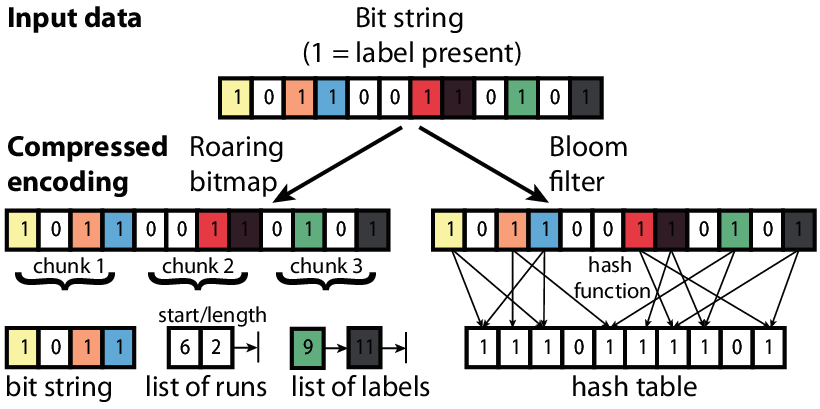 Input data
Bit string
(1 = label present)
1 0 1 1 0 0 1 1 0 1 0 1
Compressed encoding
Roaring bitmap
Bloom filter
1 0 1 1 0 0 1 1 0 1 0 1
1 0 1 1 0 0 1 1 0 1 0 1
chunk 1 chunk 2 chunk 3
hash function
start/length
1 0 1 1
6 2
9 11
1 1 1 0 1 1 1 1 0 1
bit string
list of runs
list of labels
hash table